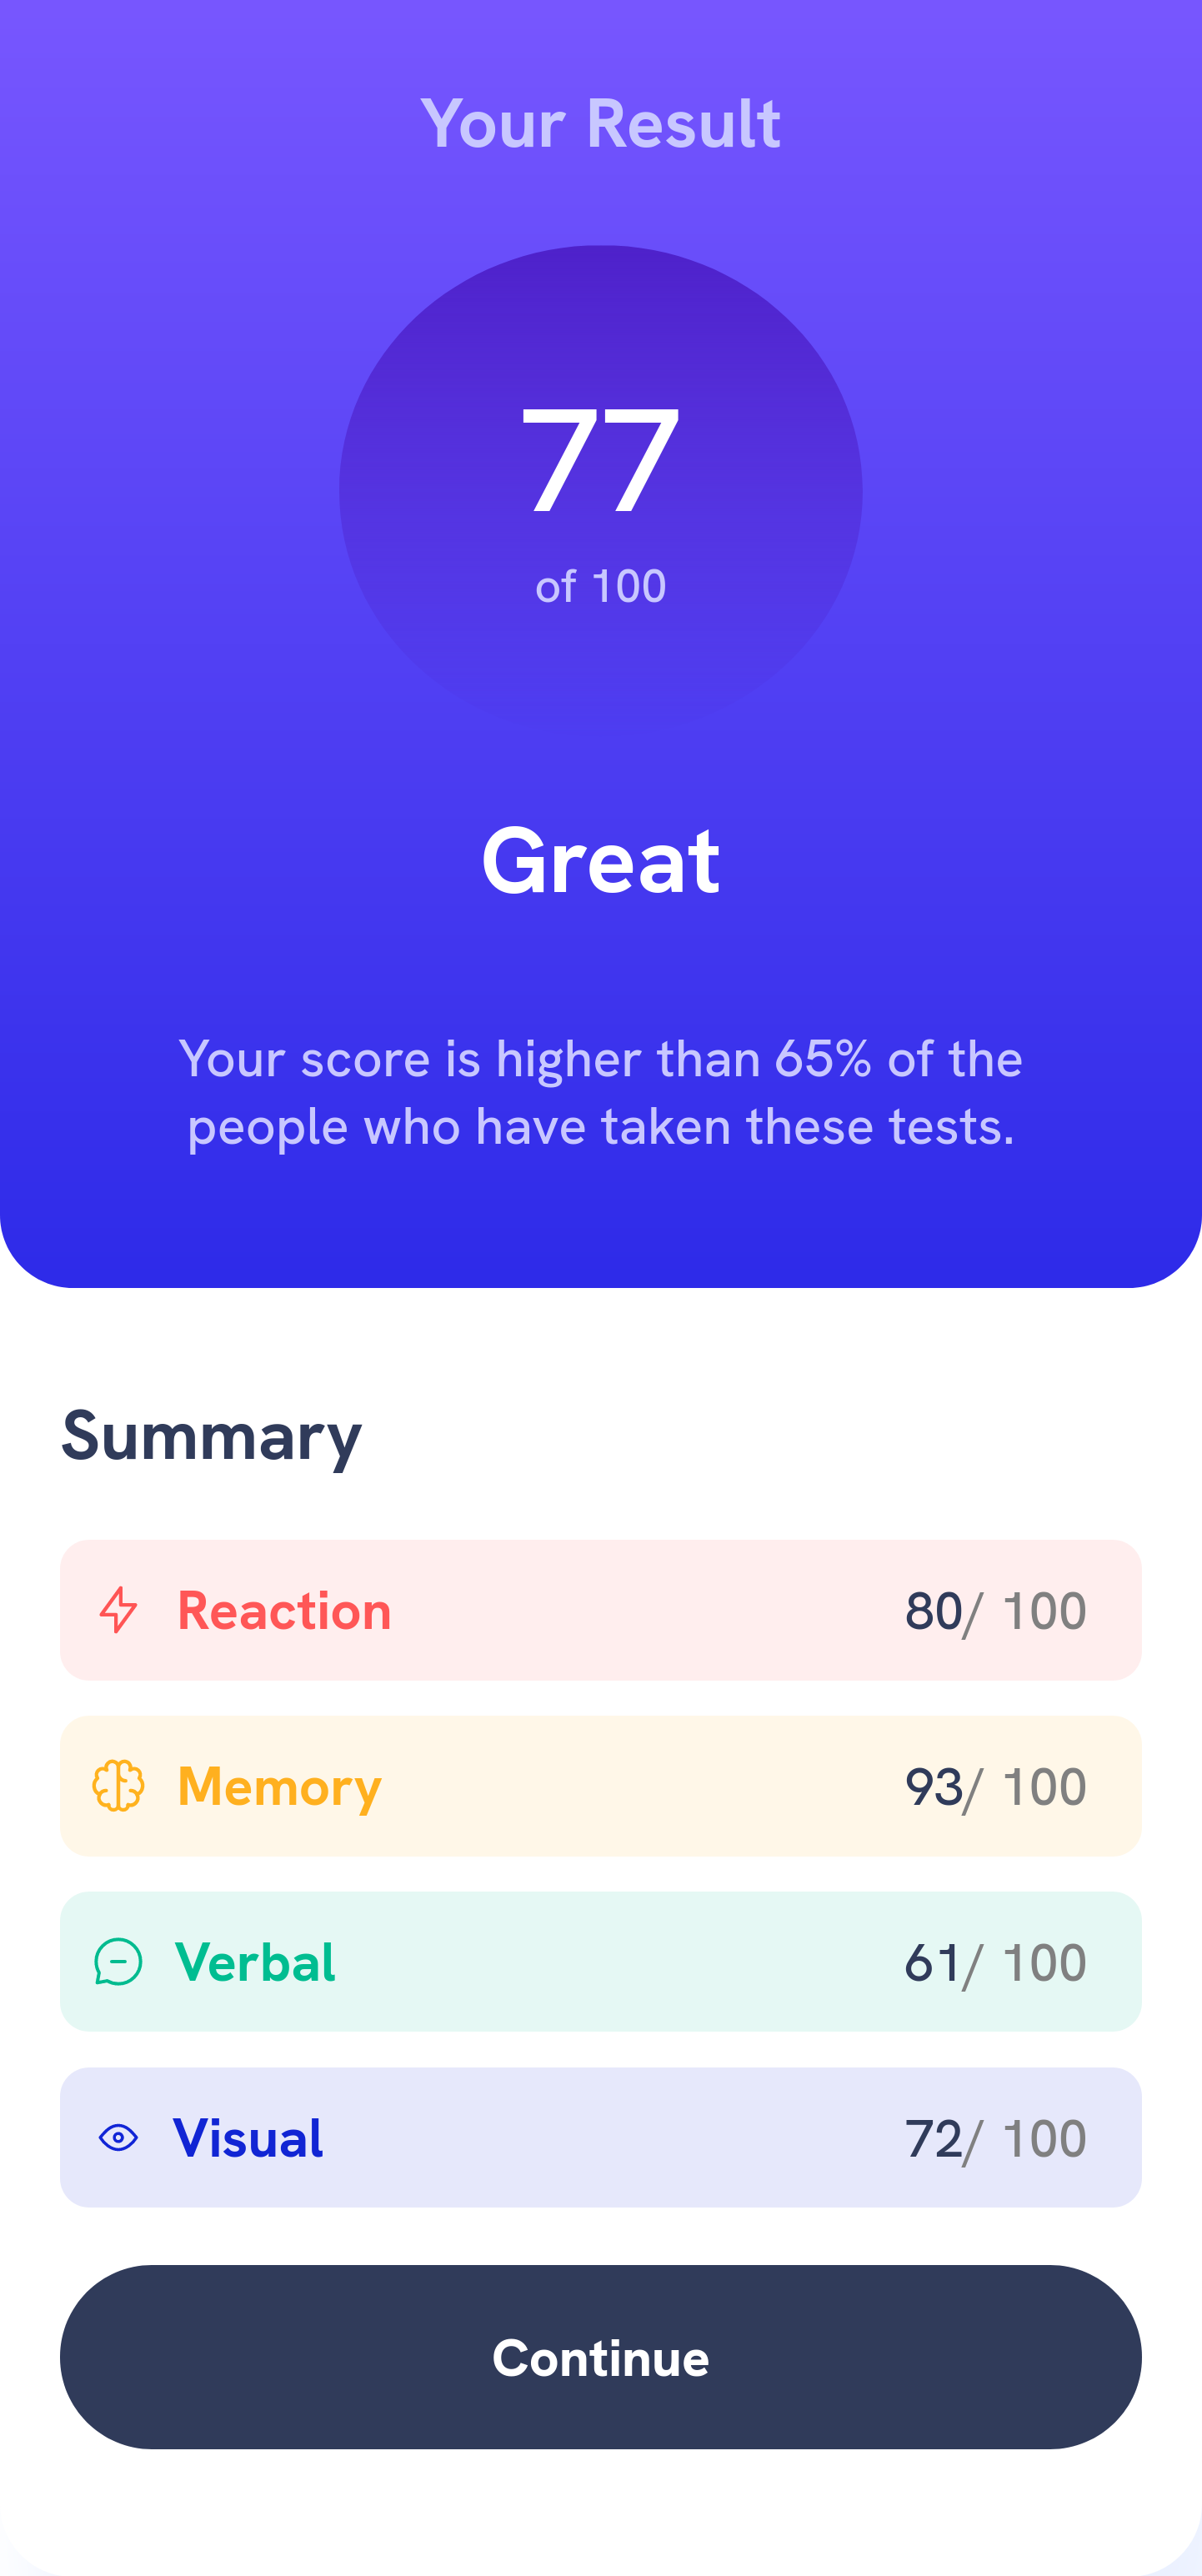 Your Result
77
of 100
Great
Your score is higher than 65% of the
people who have taken these tests.
Summary
Reaction 80/ 100
Memory 93/ 100
Verbal 61/ 100
Visual 72/ 100
Continue